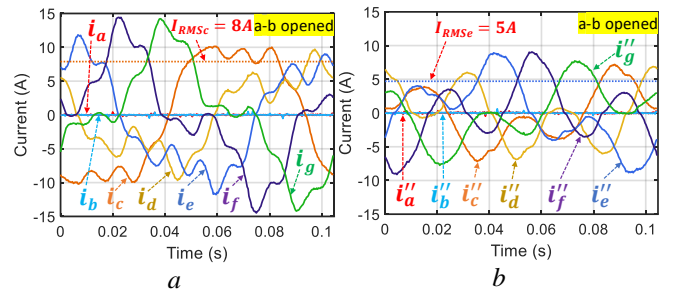 i_a
I_RMSc = 8A
a-b opened
15
10
5
0
-5
-10
-15
Current (A)
i_b
i_c
i_d
i_e
i_f
i_g
0
0.02
0.04
0.06
0.08
0.1
Time (s)
a
I_RMSe = 5A
a-b opened
i''_g
15
10
5
0
-5
-10
-15
Current (A)
i''_a
i''_b
i''_c
i''_d
i''_f
i''_e
0
0.02
0.04
0.06
0.08
0.1
Time (s)
b